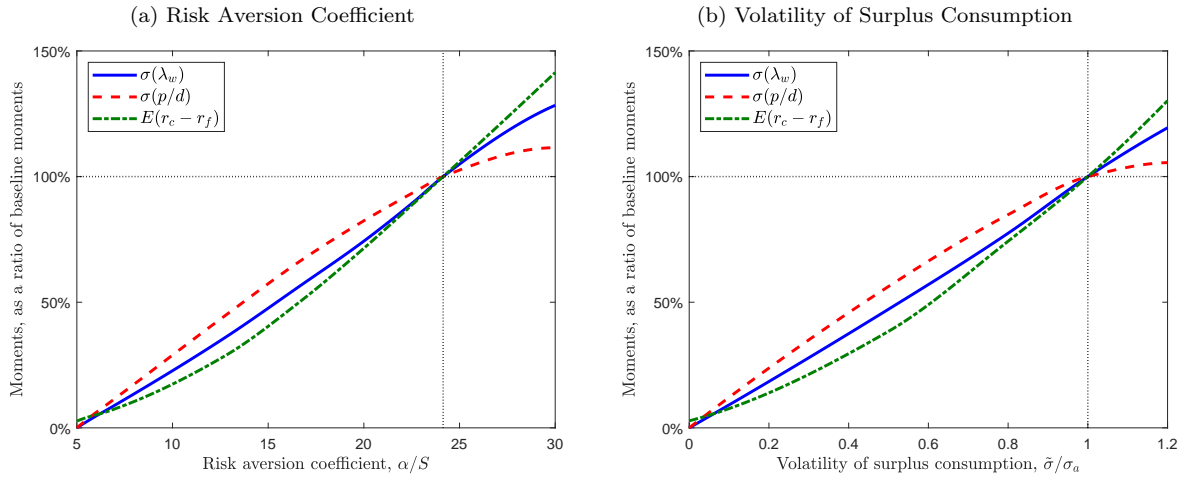 (a) Risk Aversion Coefficient
150%
100%
50%
0%
Moments, as a ratio of baseline moments
σ(λ_w)
σ(p/d)
E(r_c − r_f)
5 10 15 20 25 30
Risk aversion coefficient, α/S
(b) Volatility of Surplus Consumption
150%
100%
50%
0%
Moments, as a ratio of baseline moments
σ(λ_w)
σ(p/d)
E(r_c − r_f)
0 0.2 0.4 0.6 0.8 1 1.2
Volatility of surplus consumption, σ̃/σ_a